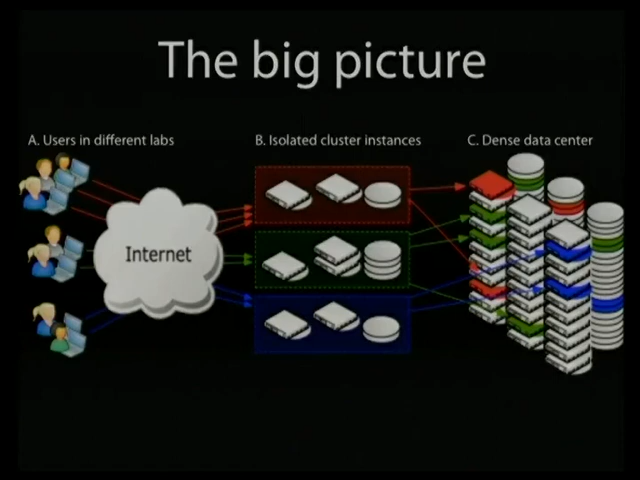 The big picture
A. Users in different labs
B. Isolated cluster instances
C. Dense data center
Internet